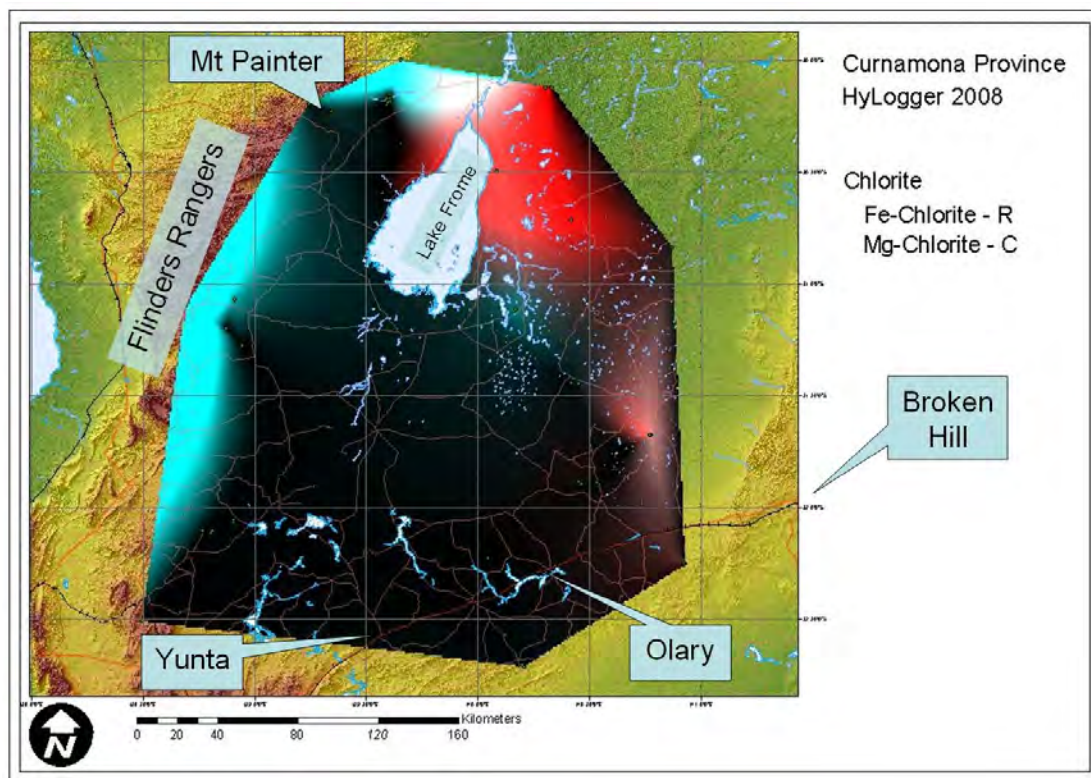 Mt Painter
Curnamona Province
HyLogger 2008
Chlorite
Fe-Chlorite - R
Mg-Chlorite - C
Flinders Rangers
Lake Frome
Broken
Hill
Yunta
Olary
N
Kilometers
0 10 20 40 80 120 160